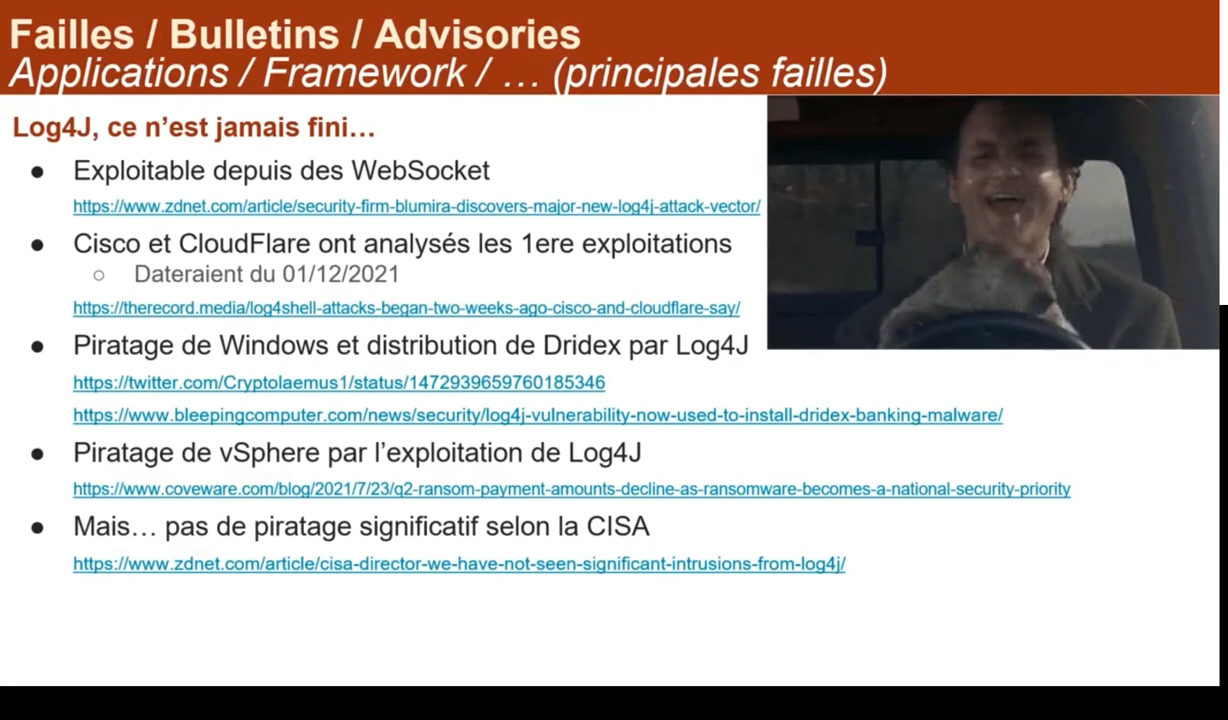 Failles / Bulletins / Advisories
Applications / Framework / … (principales failles)
Log4J, ce n’est jamais fini…
● Exploitable depuis des WebSocket
https://www.zdnet.com/article/security-firm-blumira-discovers-major-new-log4j-attack-vector/
● Cisco et CloudFlare ont analysés les 1ere exploitations
○ Dateraient du 01/12/2021
https://therecord.media/log4shell-attacks-began-two-weeks-ago-cisco-and-cloudflare-say/
● Piratage de Windows et distribution de Dridex par Log4J
https://twitter.com/Cryptolaemus1/status/1472939659760185346
https://www.bleepingcomputer.com/news/security/log4j-vulnerability-now-used-to-install-dridex-banking-malware/
● Piratage de vSphere par l’exploitation de Log4J
https://www.coveware.com/blog/2021/7/23/q2-ransom-payment-amounts-decline-as-ransomware-becomes-a-national-security-priority
● Mais… pas de piratage significatif selon la CISA
https://www.zdnet.com/article/cisa-director-we-have-not-seen-significant-intrusions-from-log4j/